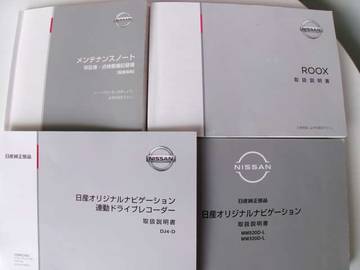 メンテナンスノート
NISSAN
ROOX
取扱説明書
NISSAN
日産純正部品
NISSAN
日産オリジナルナビゲーション
連動ドライブレコーダー
取扱説明書
DJ4-D
日産純正部品
NISSAN
日産オリジナルナビゲーション
取扱説明書
MM320D-L
MM520D-L